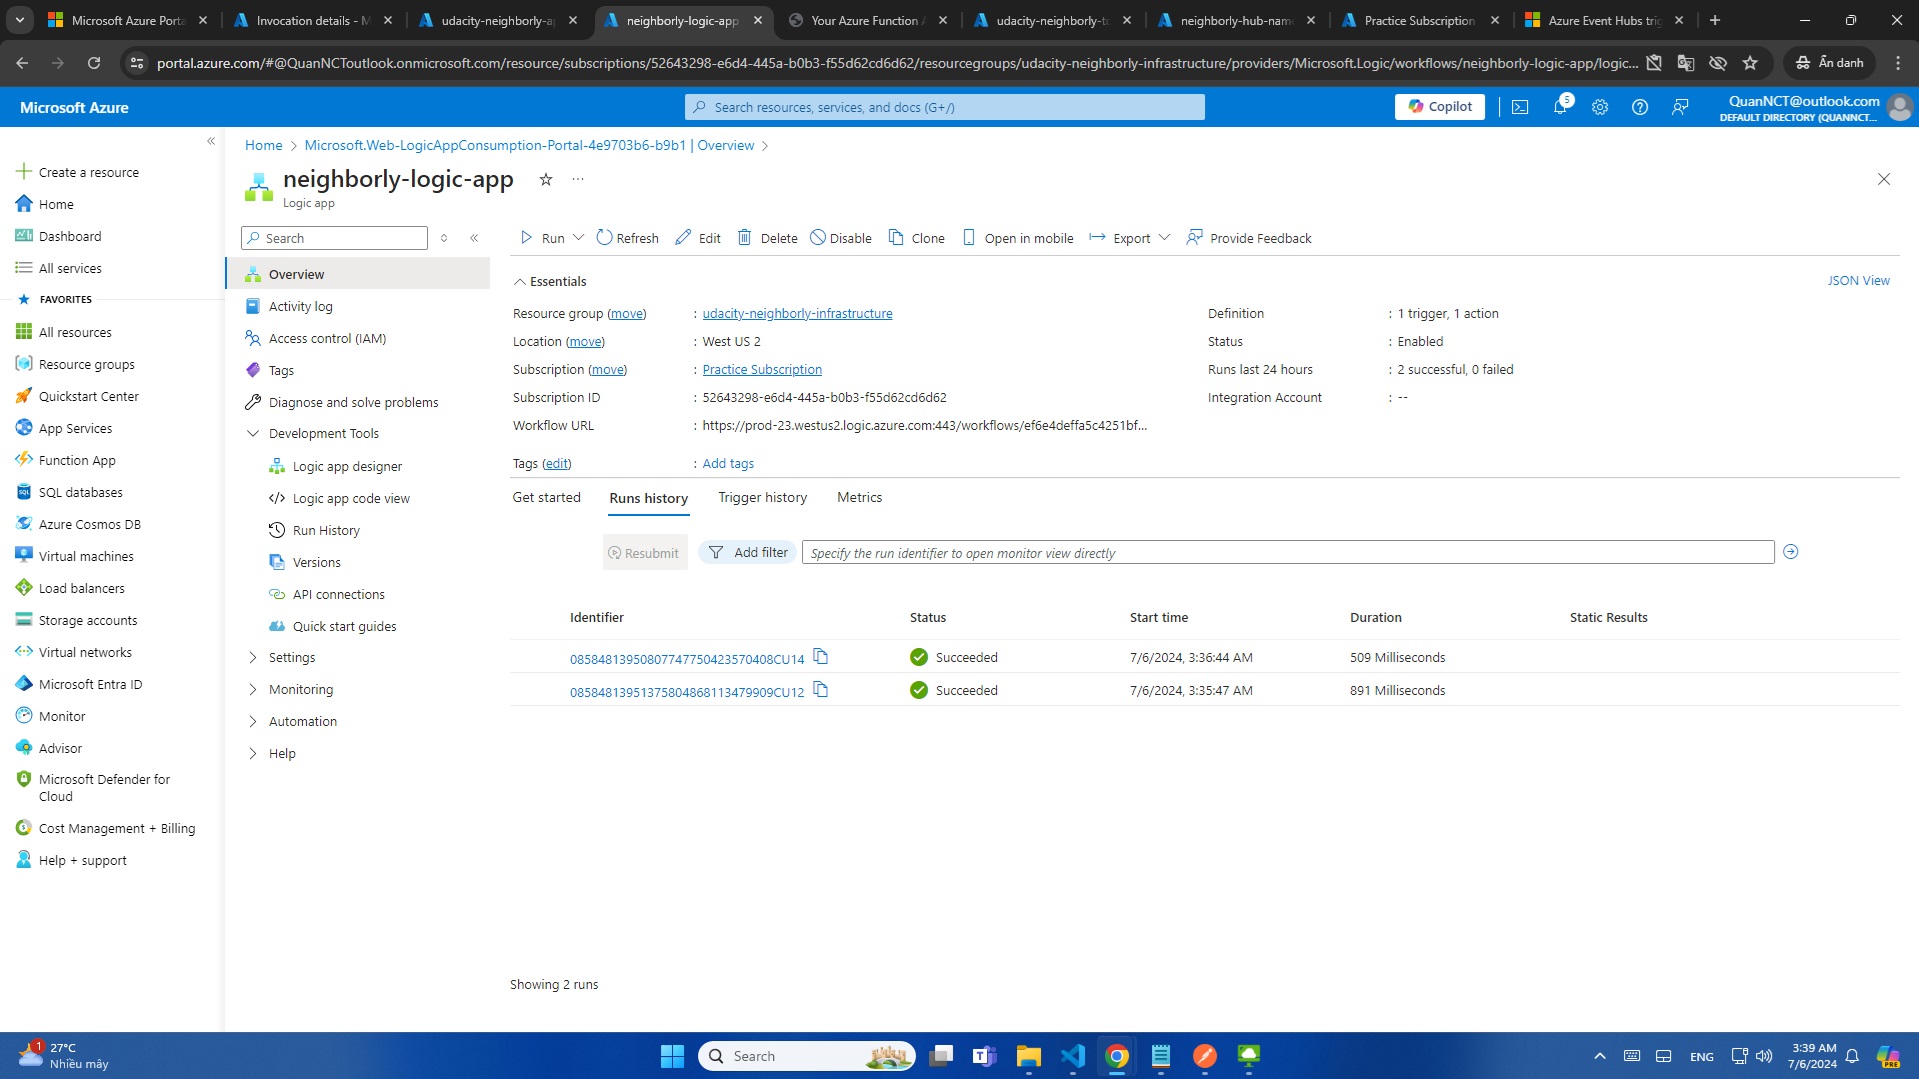 Microsoft Azure Porta
Invocation details - M
udacity-neighborly-ap
neighborly-logic-app
Your Azure Function A
udacity-neighborly-to
neighborly-hub-name
Practice Subscription
Azure Event Hubs trig
portal.azure.com/#@QuanNCToutlook.onmicrosoft.com/resource/subscriptions/52643298-e6d4-445a-b0b3-f55d62cd6d62/resourcegroups/udacity-neighborly-infrastructure/providers/Microsoft.Logic/workflows/neighborly-logic-app/logic...
Ẩn danh
Microsoft Azure
Search resources, services, and docs (G+/)
Copilot
5
QuanNCT@outlook.com
DEFAULT DIRECTORY (QUANNCT...
Home
Microsoft.Web-LogicAppConsumption-Portal-4e9703b6-b9b1 | Overview
neighborly-logic-app
Logic app
Create a resource
Home
Dashboard
All services
FAVORITES
All resources
Resource groups
Quickstart Center
App Services
Function App
SQL databases
Azure Cosmos DB
Virtual machines
Load balancers
Storage accounts
Virtual networks
Microsoft Entra ID
Monitor
Advisor
Microsoft Defender for
Cloud
Cost Management + Billing
Help + support
Search
Overview
Activity log
Access control (IAM)
Tags
Diagnose and solve problems
Development Tools
Logic app designer
Logic app code view
Run History
Versions
API connections
Quick start guides
Settings
Monitoring
Automation
Help
Run
Refresh
Edit
Delete
Disable
Clone
Open in mobile
Export
Provide Feedback
Essentials
JSON View
Resource group (move) : udacity-neighborly-infrastructure
Location (move) : West US 2
Subscription (move) : Practice Subscription
Subscription ID : 52643298-e6d4-445a-b0b3-f55d62cd6d62
Workflow URL : https://prod-23.westus2.logic.azure.com:443/workflows/ef6e4deffa5c4251bf...
Definition : 1 trigger, 1 action
Status : Enabled
Runs last 24 hours : 2 successful, 0 failed
Integration Account : --
Tags (edit) : Add tags
Get started
Runs history
Trigger history
Metrics
Resubmit
Add filter
Specify the run identifier to open monitor view directly
Identifier Status Start time Duration Static Results
08584813950807747750423570408CU14 Succeeded 7/6/2024, 3:36:44 AM 509 Milliseconds
08584813951375804868113479909CU12 Succeeded 7/6/2024, 3:35:47 AM 891 Milliseconds
Showing 2 runs
1
27°C
Nhiều mây
Search
ENG
3:39 AM
7/6/2024
PRE